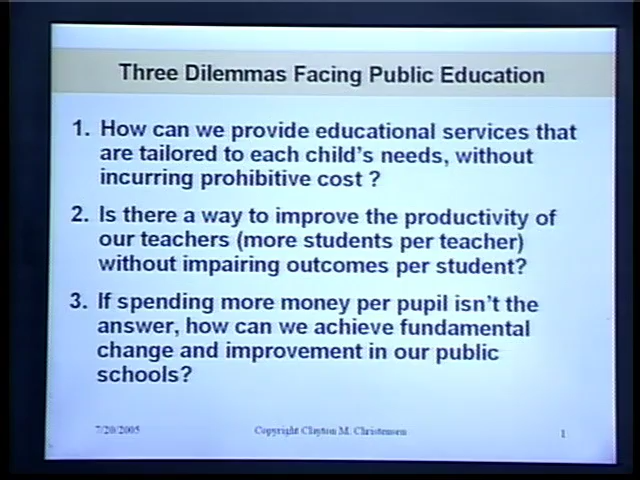 Three Dilemmas Facing Public Education
1. How can we provide educational services that
are tailored to each child's needs, without
incurring prohibitive cost ?
2. Is there a way to improve the productivity of
our teachers (more students per teacher)
without impairing outcomes per student?
3. If spending more money per pupil isn't the
answer, how can we achieve fundamental
change and improvement in our public
schools?
7/20/2005 Copyright Clayton M. Christensen 1